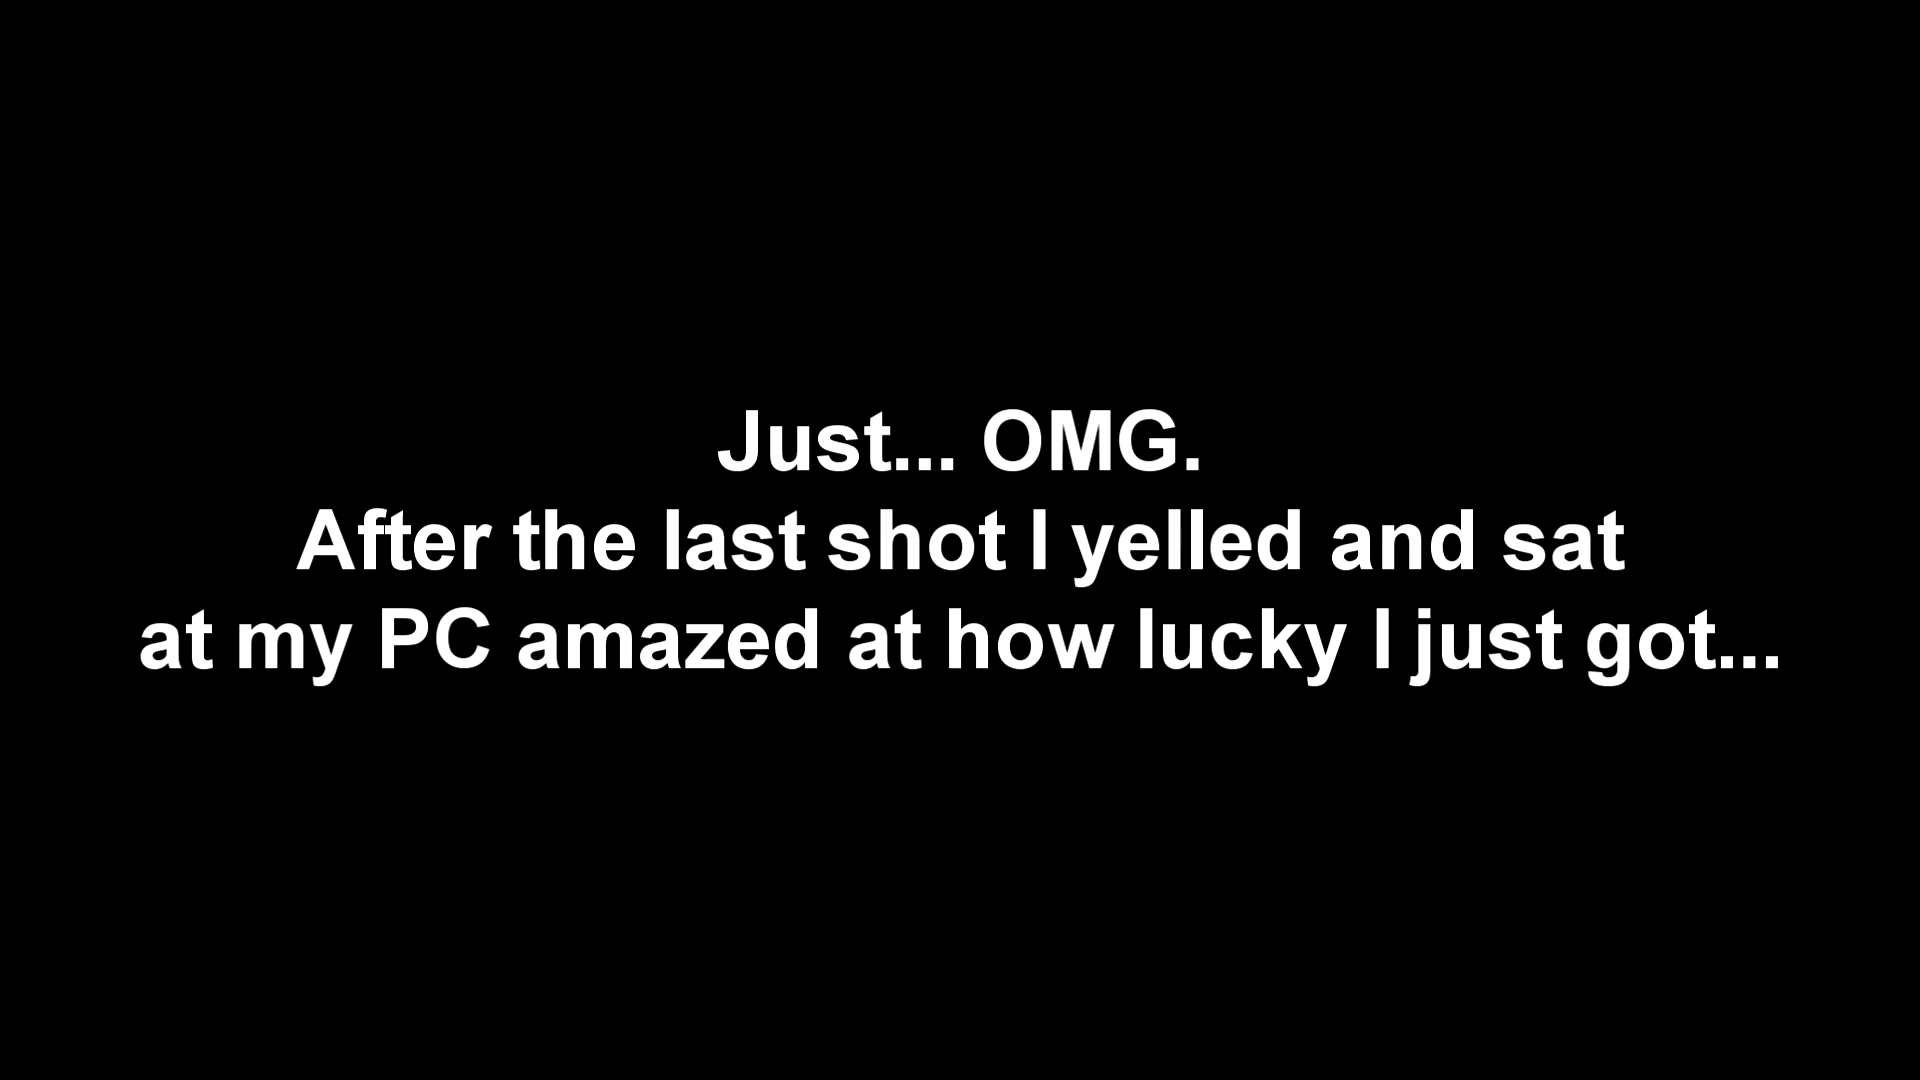 Just... OMG.
After the last shot I yelled and sat
at my PC amazed at how lucky I just got...